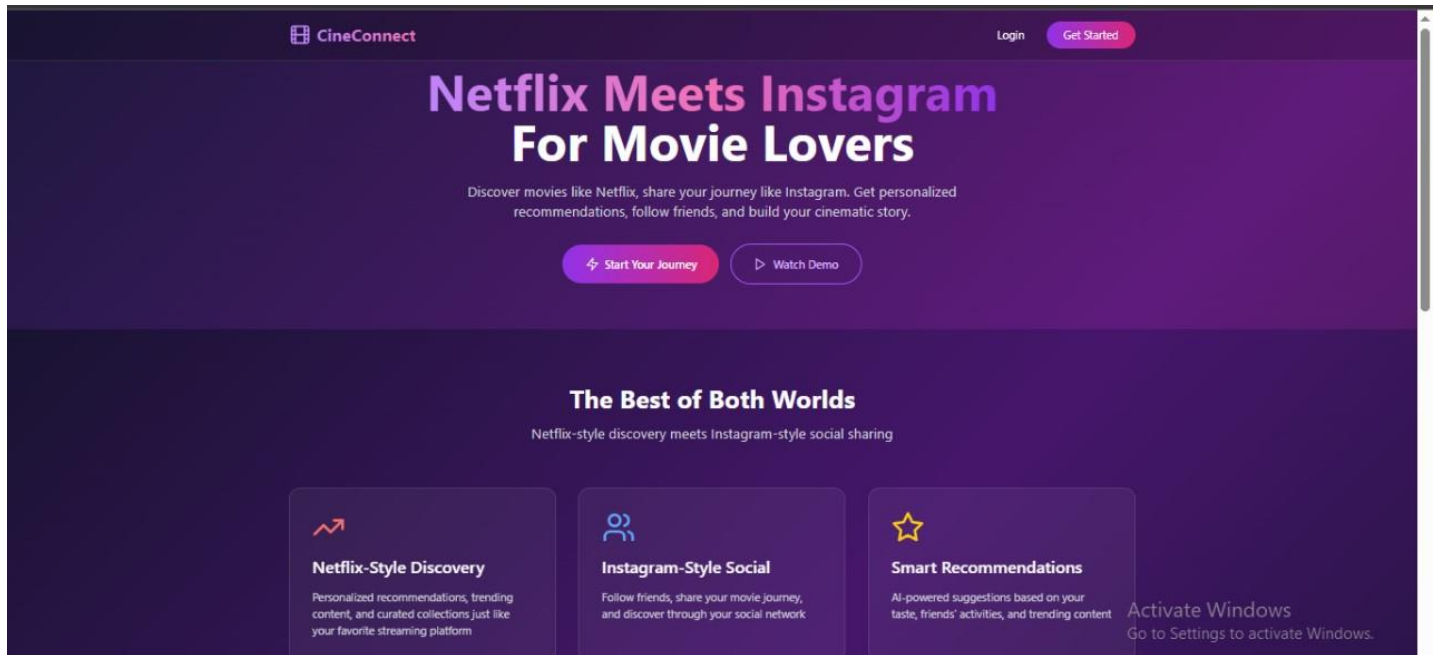 CineConnect
Login
Get Started
Netflix Meets Instagram
For Movie Lovers
Discover movies like Netflix, share your journey like Instagram. Get personalized
recommendations, follow friends, and build your cinematic story.
Start Your Journey
Watch Demo
The Best of Both Worlds
Netflix-style discovery meets Instagram-style social sharing
Netflix-Style Discovery
Personalized recommendations, trending
content, and curated collections just like
your favorite streaming platform
Instagram-Style Social
Follow friends, share your movie journey,
and discover through your social network
Smart Recommendations
AI-powered suggestions based on your
taste, friends' activities, and trending content
Activate Windows
Go to Settings to activate Windows.